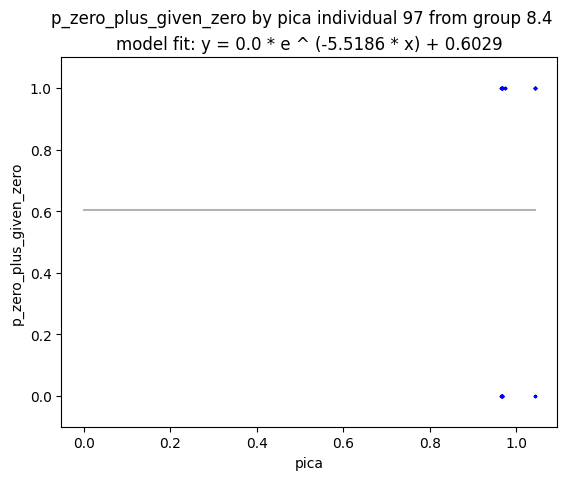 p_zero_plus_given_zero by pica individual 97 from group 8.4
model fit: y = 0.0 * e ^ (-5.5186 * x) + 0.6029
p_zero_plus_given_zero
1.0
0.8
0.6
0.4
0.2
0.0
0.0 0.2 0.4 0.6 0.8 1.0
pica